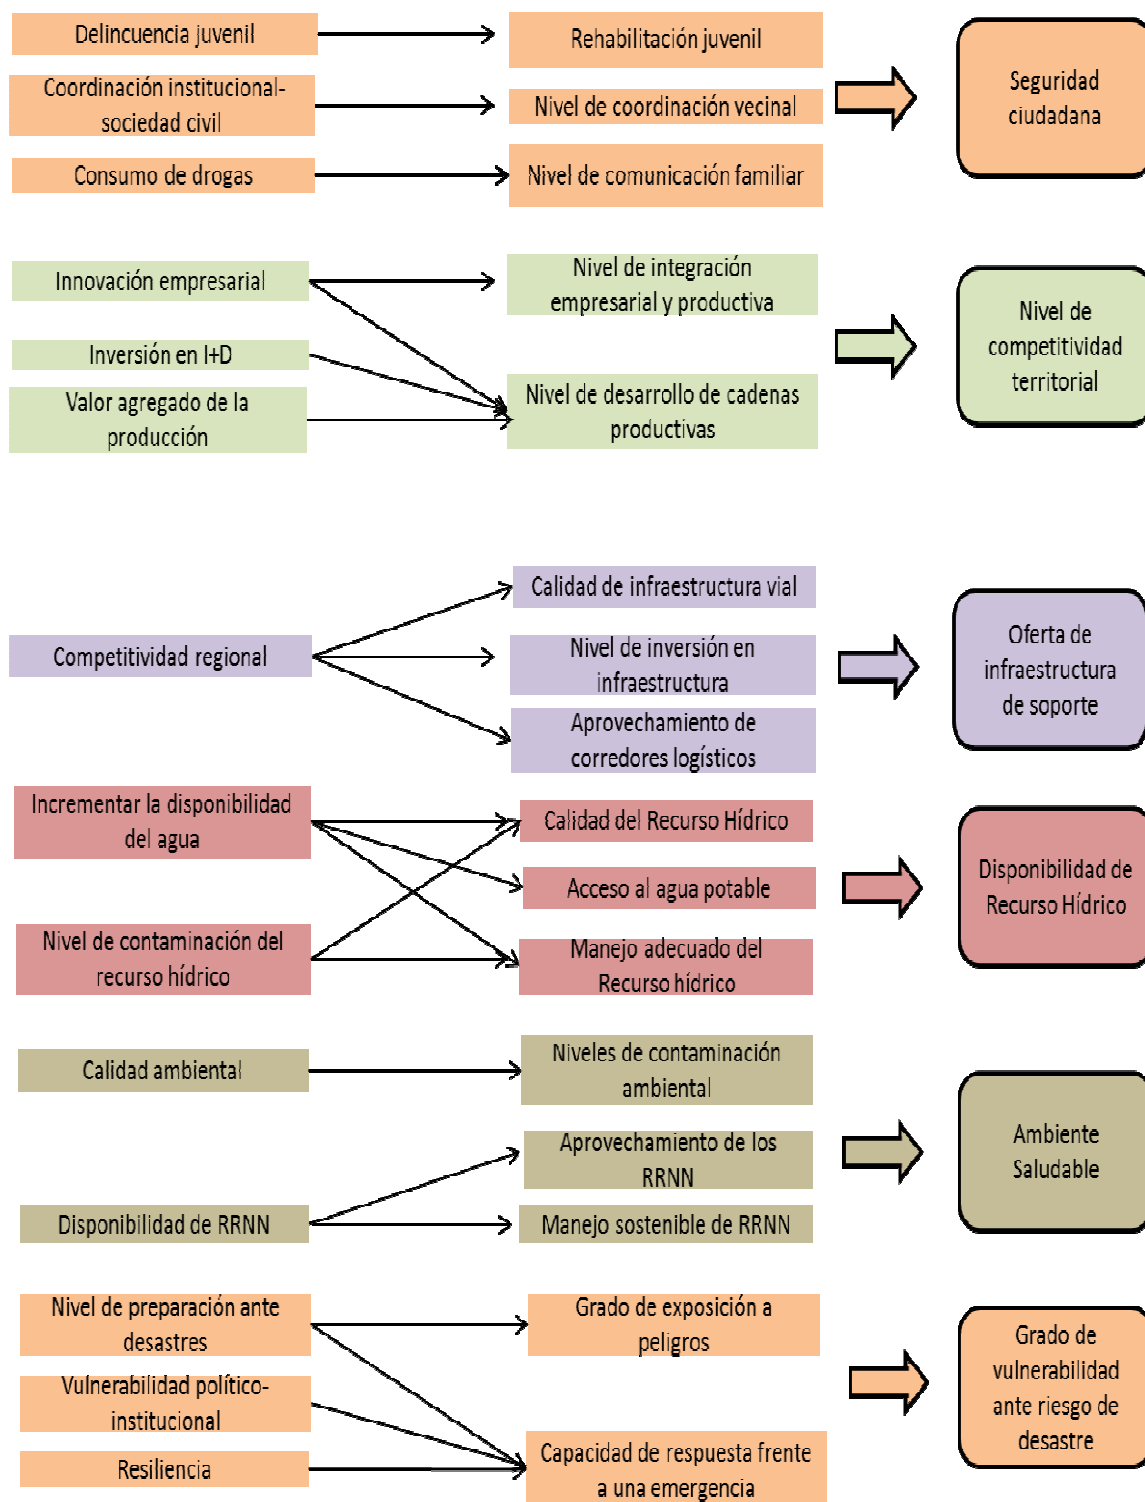 Delincuencia juvenil
Rehabilitación juvenil
Seguridad
ciudadana
Coordinación institucional-
sociedad civil
Nivel de coordinación vecinal
Consumo de drogas
Nivel de comunicación familiar
Innovación empresarial
Nivel de integración
empresarial y productiva
Nivel de
competitividad
territorial
Inversión en I+D
Valor agregado de la
producción
Nivel de desarrollo de cadenas
productivas
Calidad de infraestructura vial
Competitividad regional
Nivel de inversión en
infraestructura
Oferta de
infraestructura
de soporte
Aprovechamiento de
corredores logísticos
Incrementar la disponibilidad
del agua
Calidad del Recurso Hídrico
Acceso al agua potable
Disponibilidad de
Recurso Hídrico
Nivel de contaminación del
recurso hídrico
Manejo adecuado del
Recurso hídrico
Calidad ambiental
Niveles de contaminación
ambiental
Aprovechamiento de los
RRNN
Ambiente
Saludable
Disponibilidad de RRNN
Manejo sostenible de RRNN
Nivel de preparación ante
desastres
Grado de exposición a
peligros
Grado de
vulnerabilidad
ante riesgo de
desastre
Vulnerabilidad político-
institucional
Resiliencia
Capacidad de respuesta frente
a una emergencia